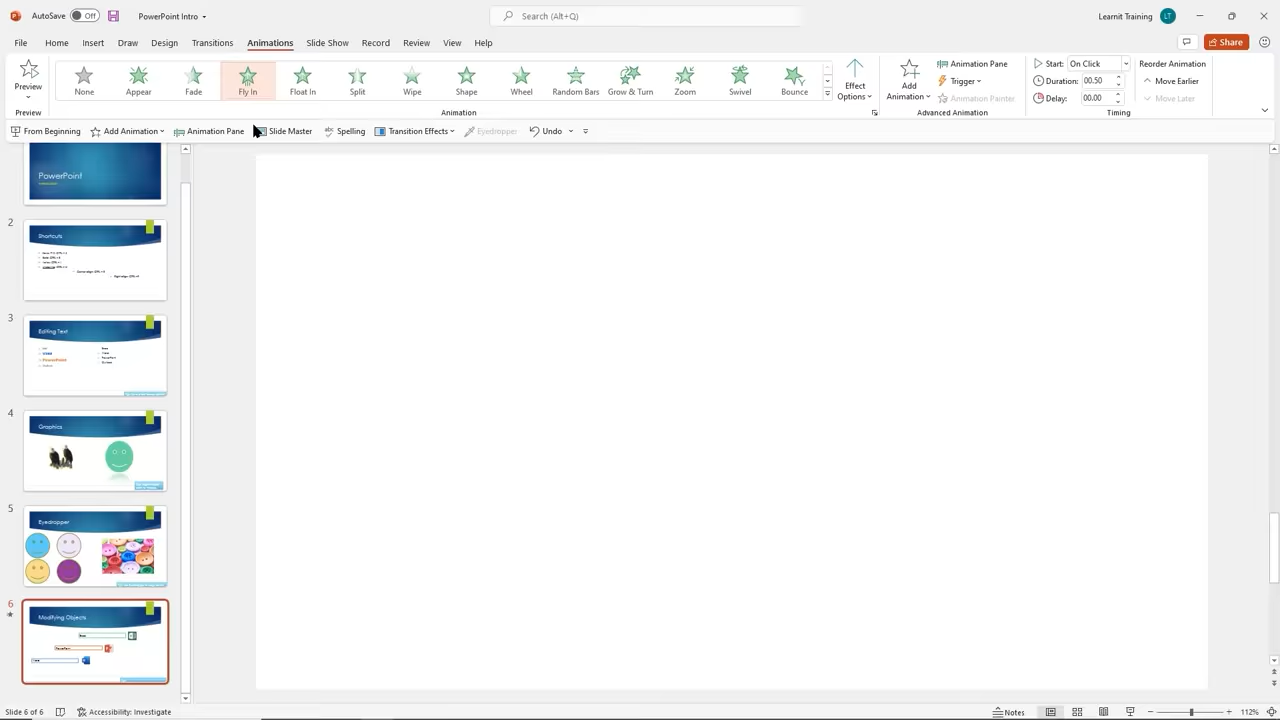 AutoSave Off PowerPoint Intro Search (Alt+Q) Learnit Training LT
File Home Insert Draw Design Transitions Animations Slide Show Record Review View Help Share
Preview None Appear Fade Fly In Float In Split Wipe Shape Wheel Random Bars Grow & Turn Zoom Swivel Bounce Effect Options Add Animation Animation Pane Trigger Animation Painter Start: On Click Duration: 00.50 Delay: 00.00 Reorder Animation Move Earlier Move Later
Preview Animation Advanced Animation Timing
From Beginning Add Animation Animation Pane Slide Master Spelling Transition Effects Eyedropper Undo
PowerPoint
2
Shortcuts
3
Editing Text
PowerPoint
4
Graphics
5
Eyedropper
6
Modifying Objects
PowerPoint
Slide 6 of 6 Accessibility: Investigate Notes 112%